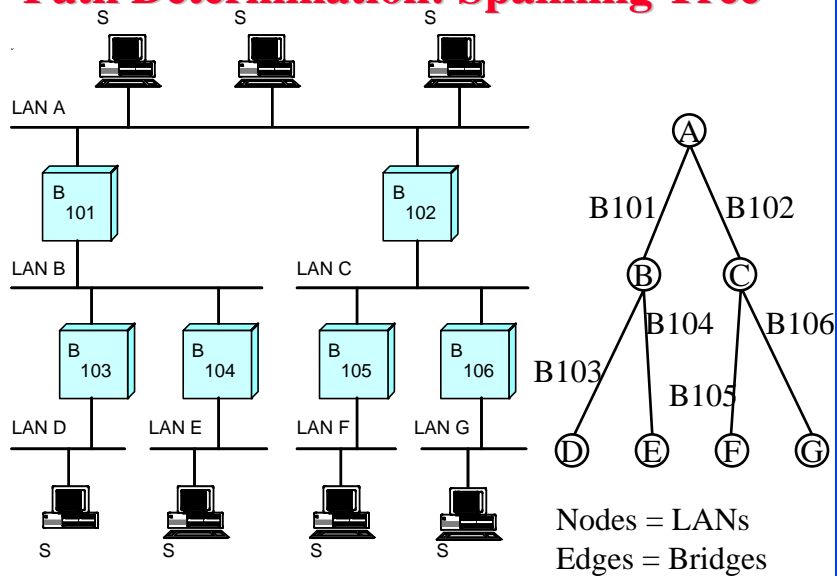 Path Determination: Spanning Tree
S
S
S
LAN A
B
101
B
102
LAN B
LAN C
B
103
B
104
B
105
B
106
LAN D
LAN E
LAN F
LAN G
S
S
S
S
A
B101
B102
B
C
B104
B106
B103
B105
D
E
F
G
Nodes = LANs
Edges = Bridges